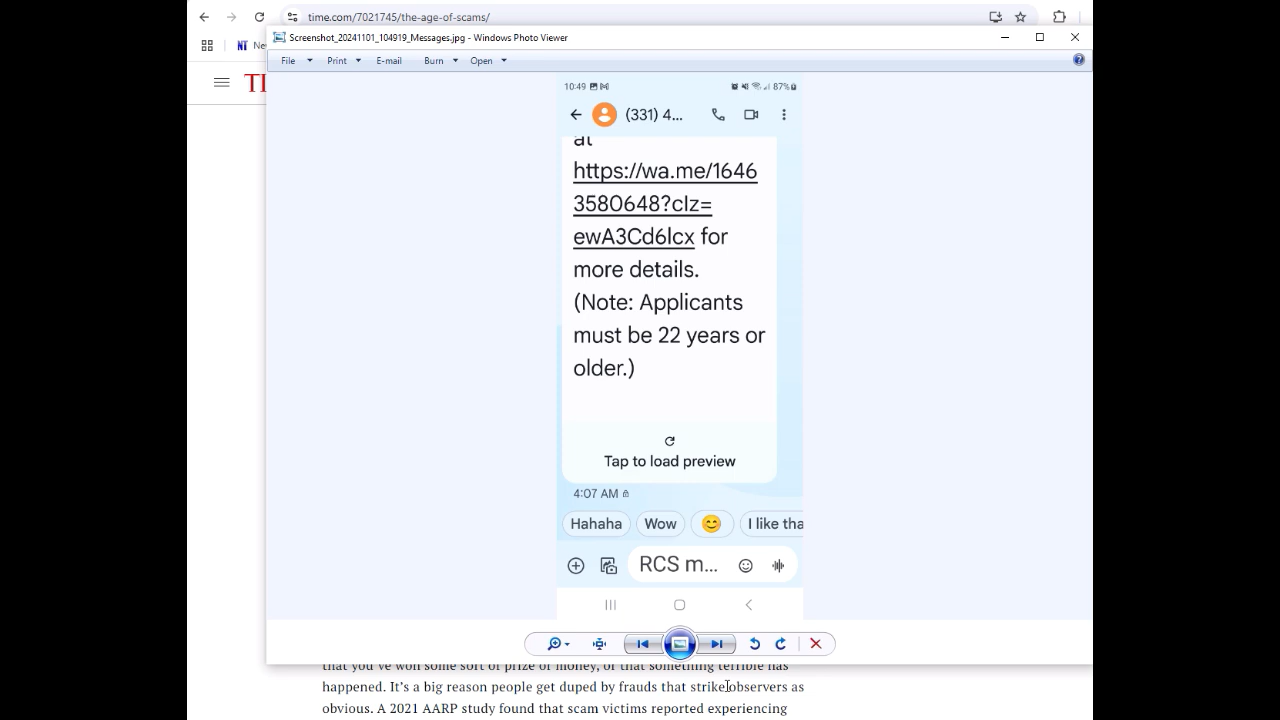 time.com/7021745/the-age-of-scams/
NT
Screenshot_20241101_104919_Messages.jpg - Windows Photo Viewer
File Print E-mail Burn Open
10:49 87%
(331) 4...
at
https://wa.me/1646
3580648?clz=
ewA3Cd6lcx for
more details.
(Note: Applicants
must be 22 years or
older.)
Tap to load preview
4:07 AM
Hahaha Wow 😊 I like tha
RCS m...
that you've won some sort of prize or money, or that something terrible has
happened. It's a big reason people get duped by frauds that strike observers as
obvious. A 2021 AARP study found that scam victims reported experiencing